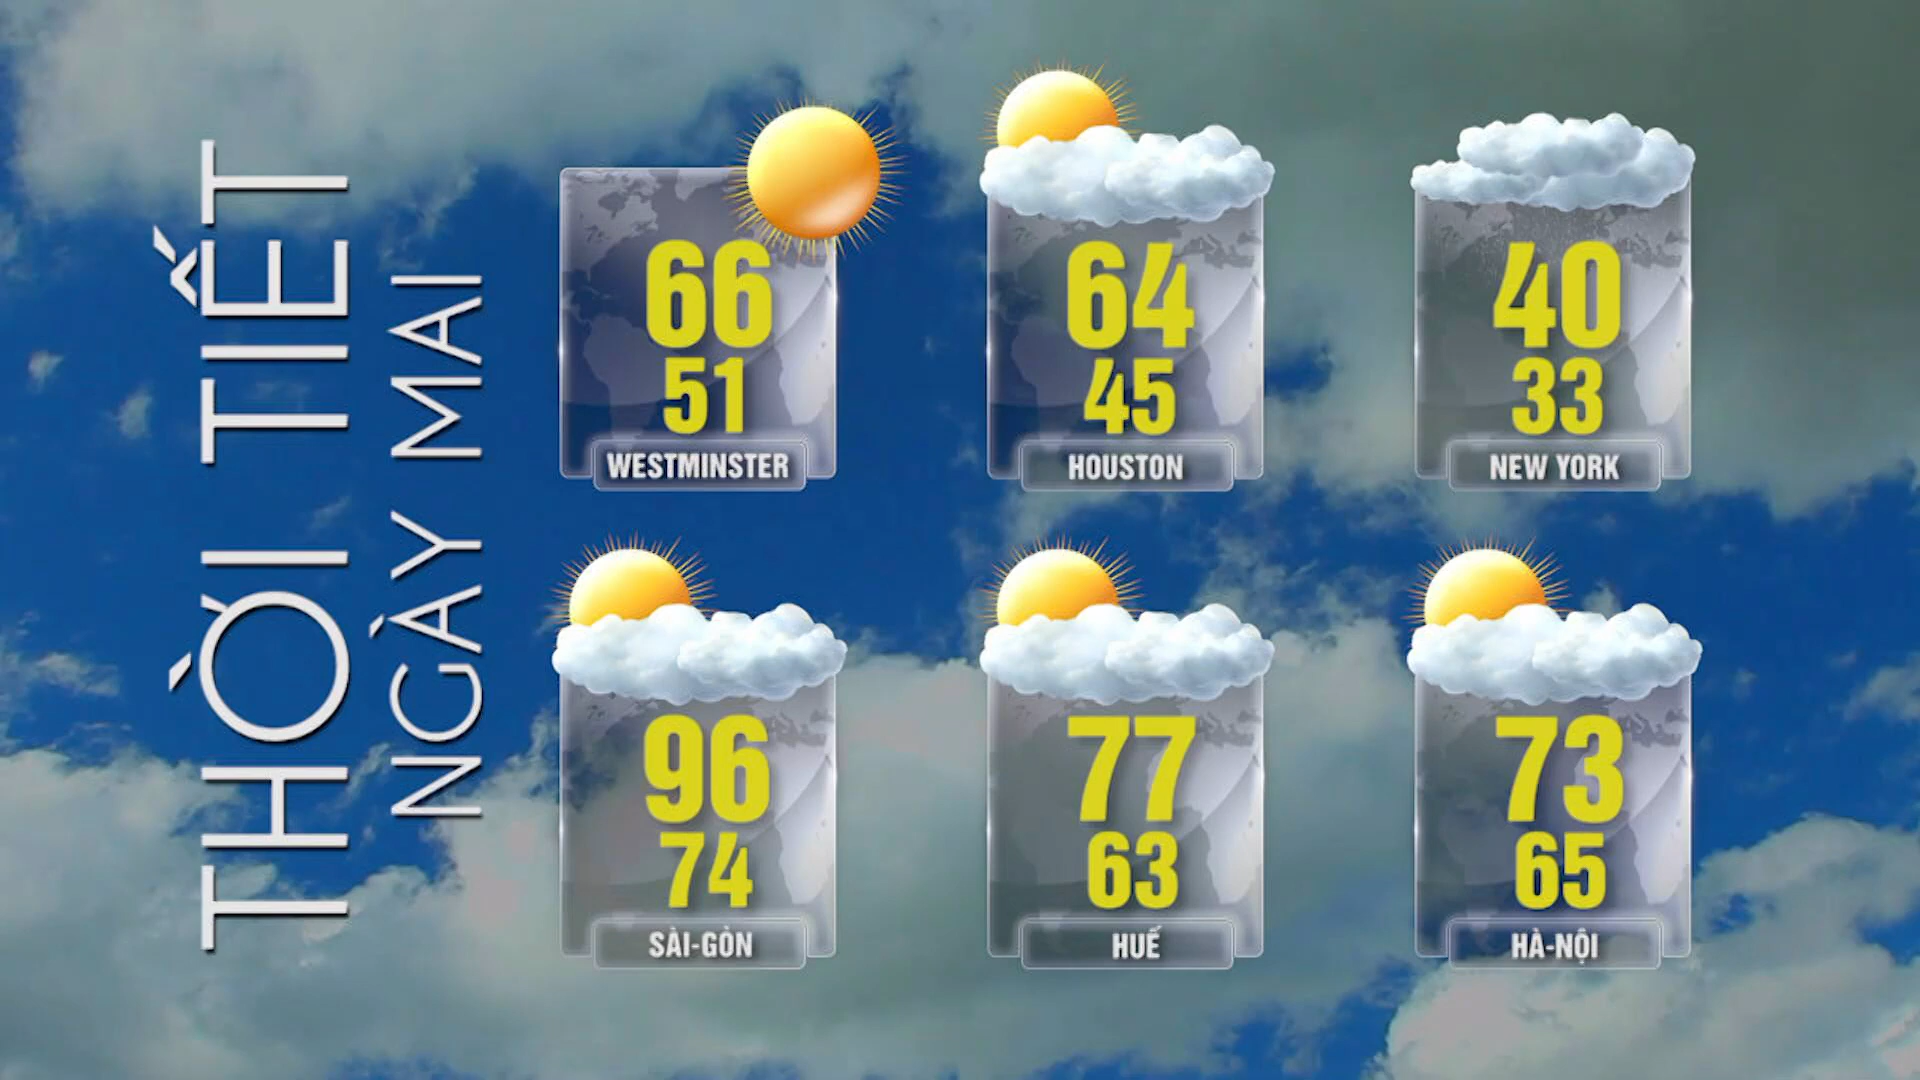 THỜI TIẾT
NGÀY MAI
66
51
WESTMINSTER
64
45
HOUSTON
40
33
NEW YORK
96
74
SÀI-GÒN
77
63
HUẾ
73
65
HÀ-NỘI